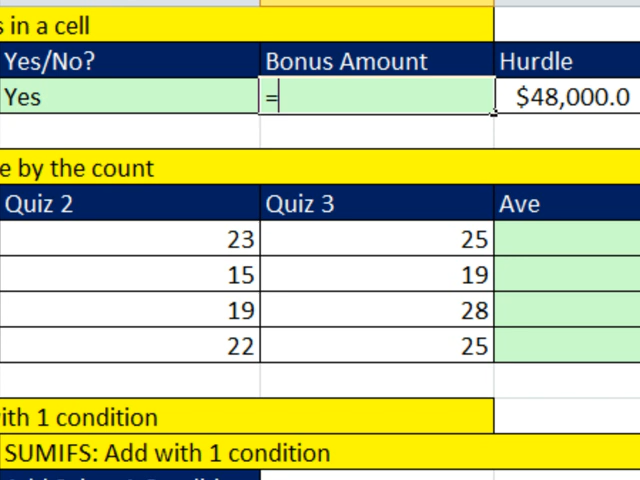 s in a cell
Yes/No? Bonus Amount Hurdle
Yes = $48,000.0
e by the count
Quiz 2 Quiz 3 Ave
23 25
15 19
19 28
22 25
ith 1 condition
SUMIFS: Add with 1 condition